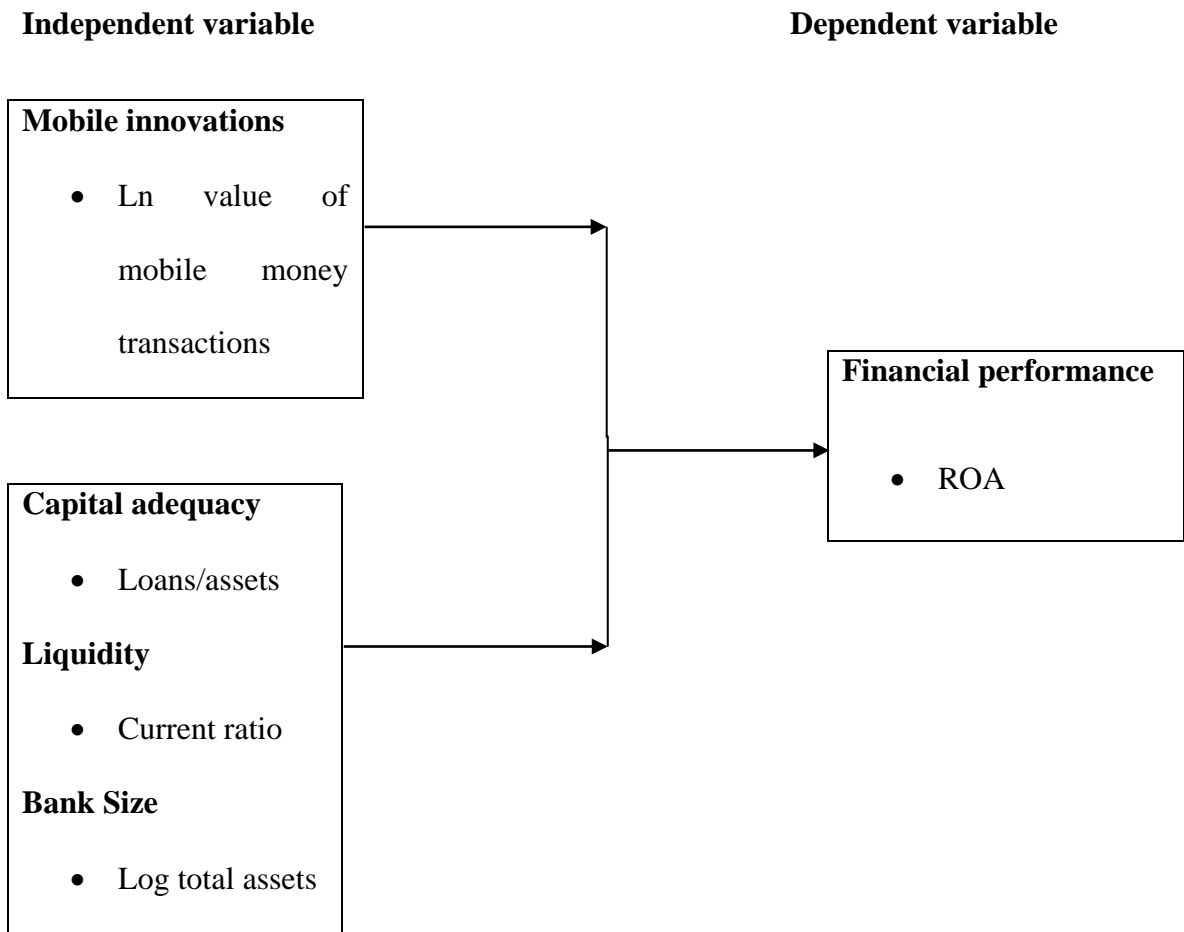 Independent variable
Dependent variable
Mobile innovations
• Ln value of
mobile money
transactions
Financial performance
• ROA
Capital adequacy
• Loans/assets
Liquidity
• Current ratio
Bank Size
• Log total assets